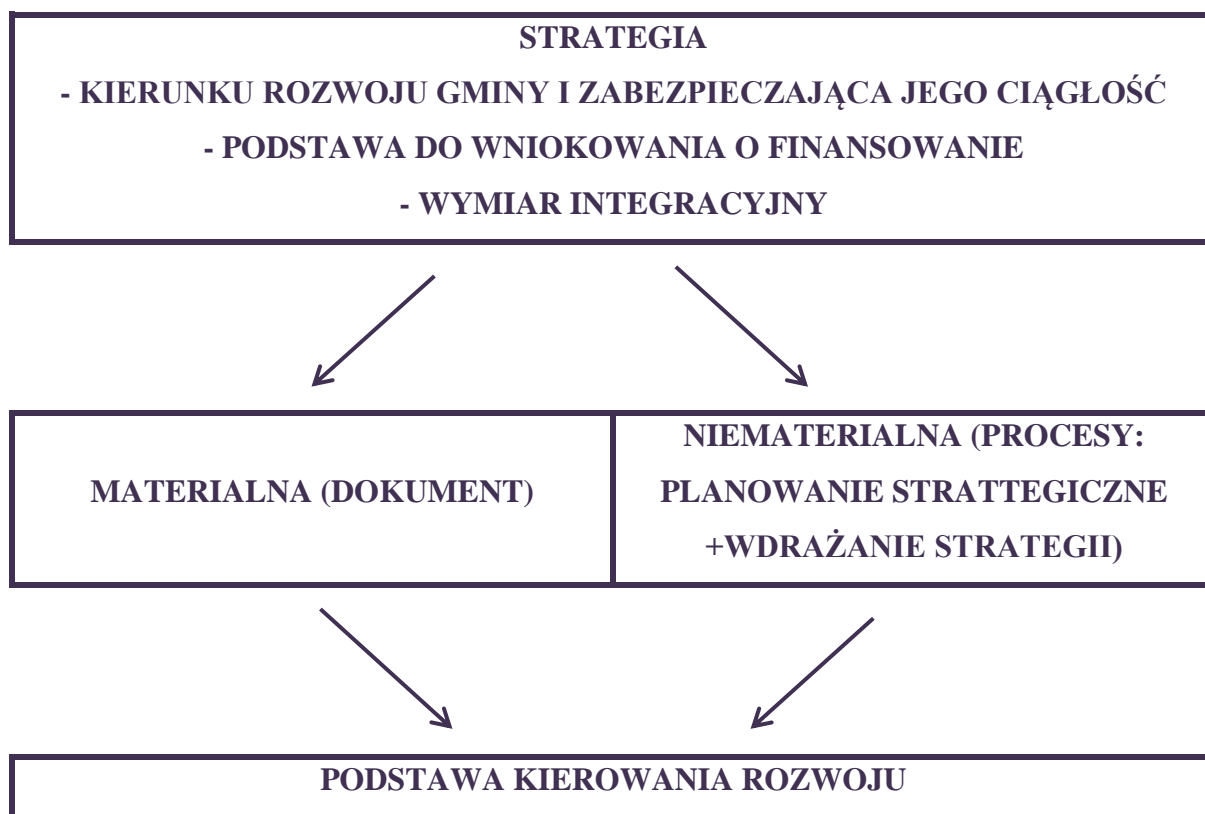 STRATEGIA
- KIERUNKU ROZWOJU GMINY I ZABEZPIECZAJĄCA JEGO CIĄGŁOŚĆ
- PODSTAWA DO WNIOKOWANIA O FINANSOWANIE
- WYMIAR INTEGRACYJNY
MATERIALNA (DOKUMENT)
NIEMATERIALNA (PROCESY:
PLANOWANIE STRATTEGICZNE
+WDRAŻANIE STRATEGII)
PODSTAWA KIEROWANIA ROZWOJU